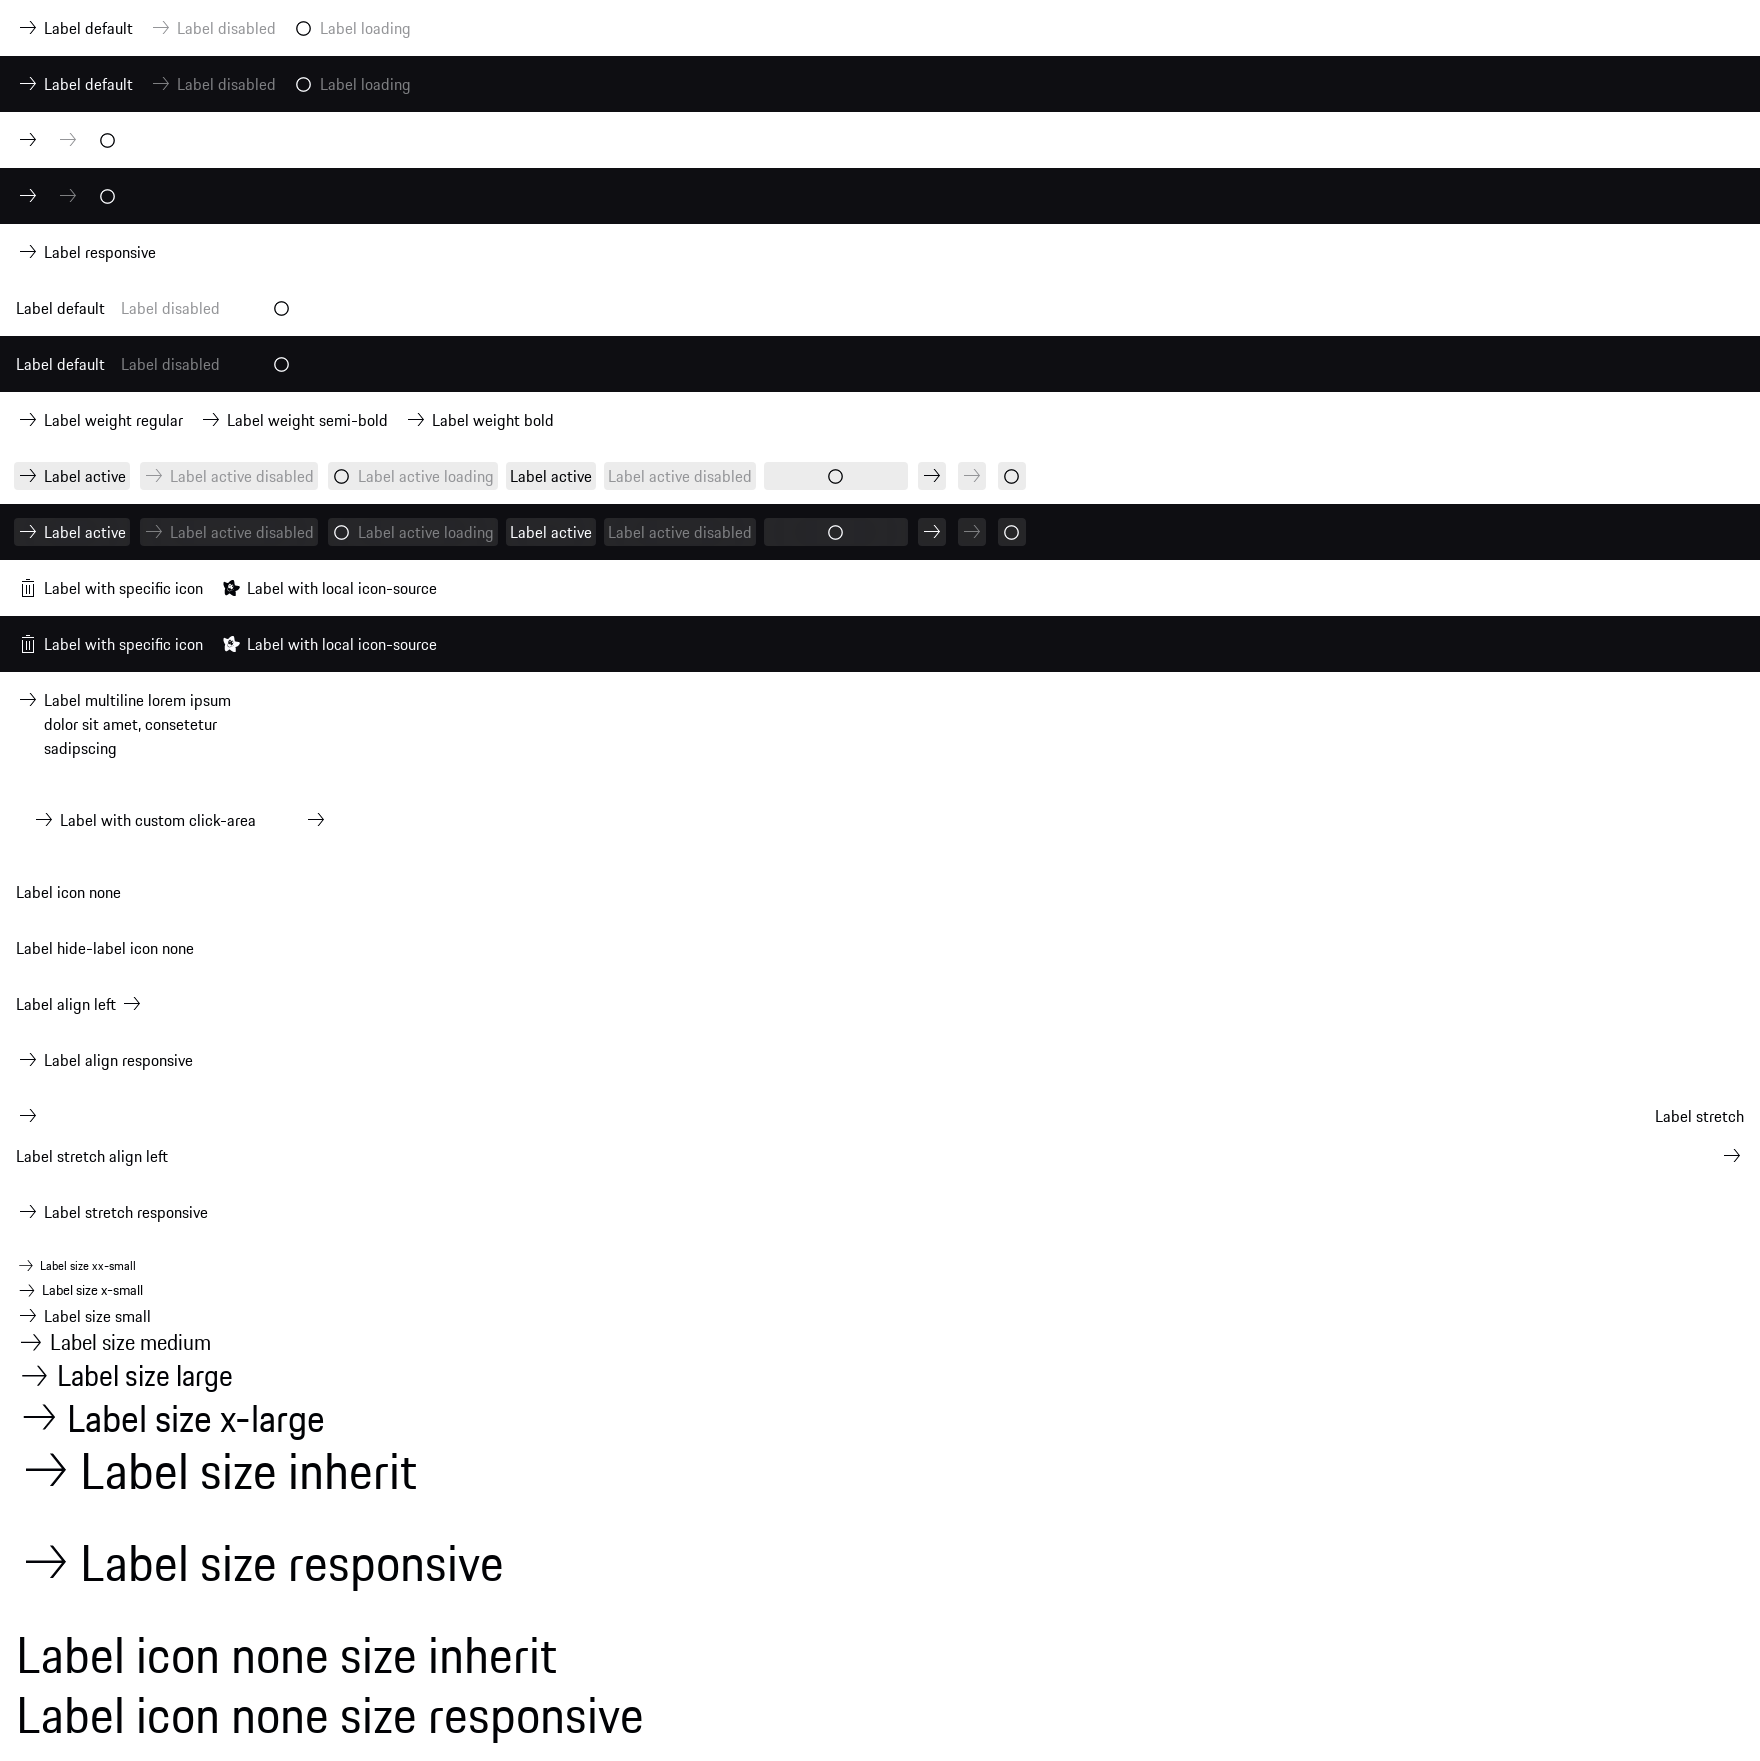 Label default Label disabled Label loading
Label default Label disabled Label loading
Label responsive
Label default Label disabled
Label default Label disabled
Label weight regular Label weight semi-bold Label weight bold
Label active Label active disabled Label active loading Label active Label active disabled
Label active Label active disabled Label active loading Label active Label active disabled
Label with specific icon Label with local icon-source
Label with specific icon Label with local icon-source
Label multiline lorem ipsum
dolor sit amet, consetetur
sadipscing
Label with custom click-area
Label icon none
Label hide-label icon none
Label align left
Label align responsive
Label stretch
Label stretch align left
Label stretch responsive
Label size xx-small
Label size x-small
Label size small
Label size medium
Label size large
Label size x-large
Label size inherit
Label size responsive
Label icon none size inherit
Label icon none size responsive